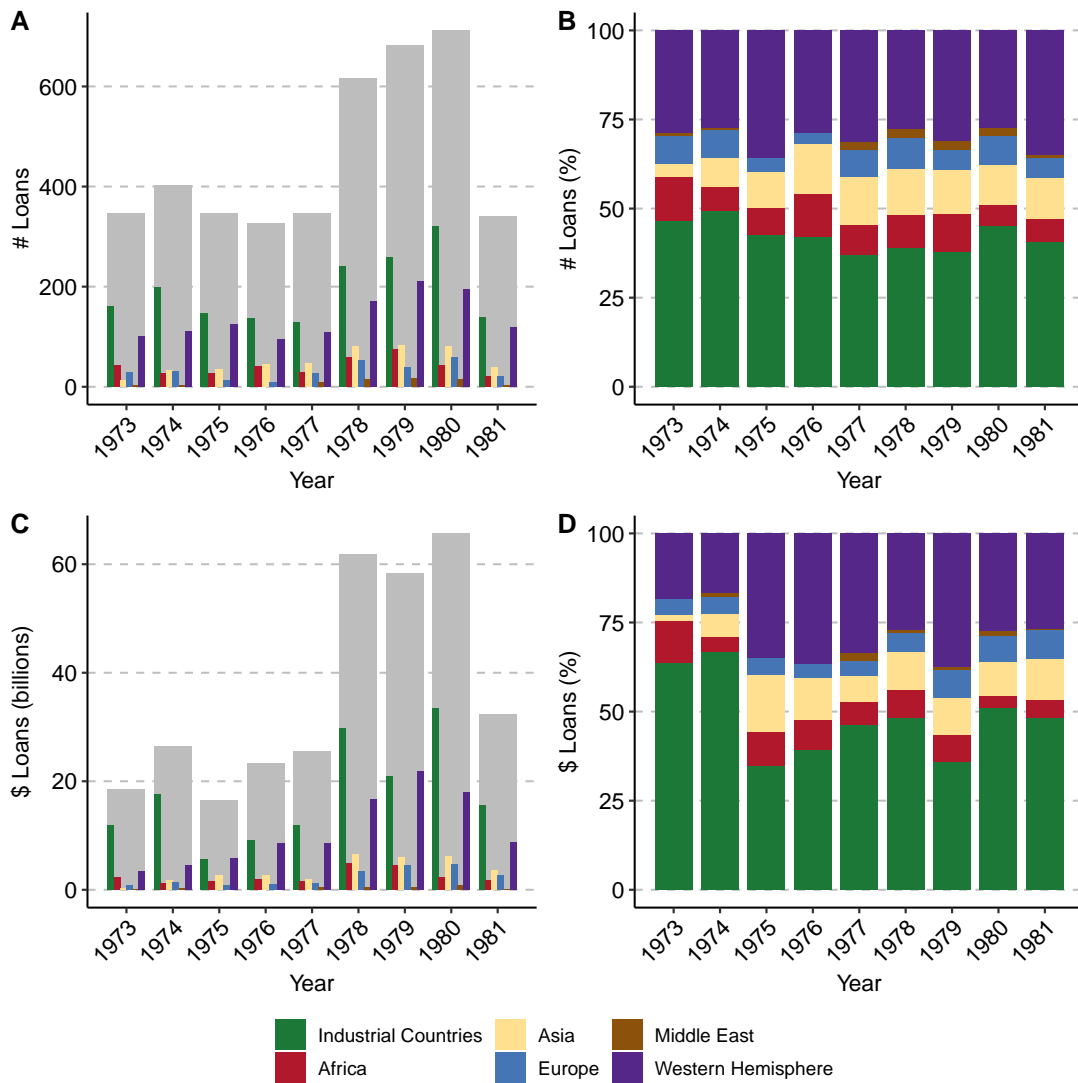 A
# Loans
600
400
200
0
1973 1974 1975 1976 1977 1978 1979 1980 1981
Year
B
# Loans (%)
100
75
50
25
0
1973 1974 1975 1976 1977 1978 1979 1980 1981
Year
C
$ Loans (billions)
60
40
20
0
1973 1974 1975 1976 1977 1978 1979 1980 1981
Year
D
$ Loans (%)
100
75
50
25
0
1973 1974 1975 1976 1977 1978 1979 1980 1981
Year
Industrial Countries Asia Middle East
Africa Europe Western Hemisphere